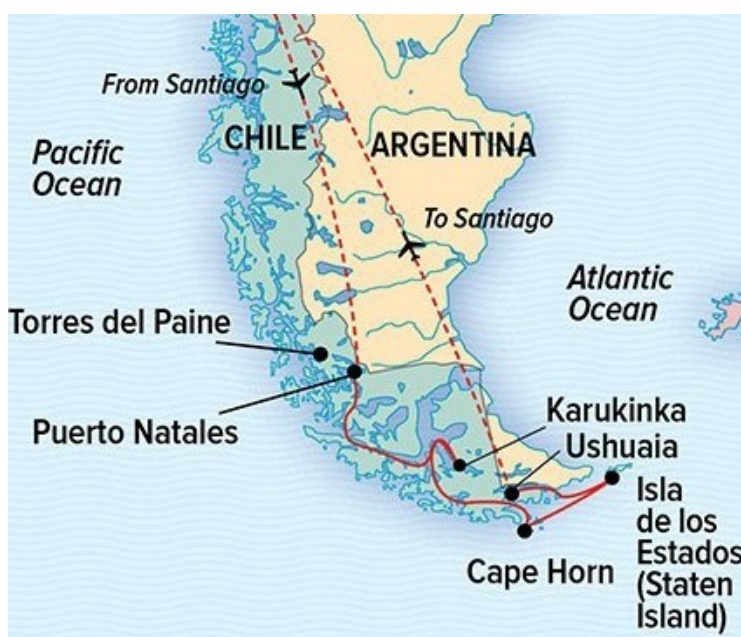 From Santiago
CHILE
ARGENTINA
Pacific
Ocean
To Santiago
Atlantic
Ocean
Torres del Paine
Puerto Natales
Karukinka
Ushuaia
Isla
de los
Estados
(Staten
Island)
Cape Horn